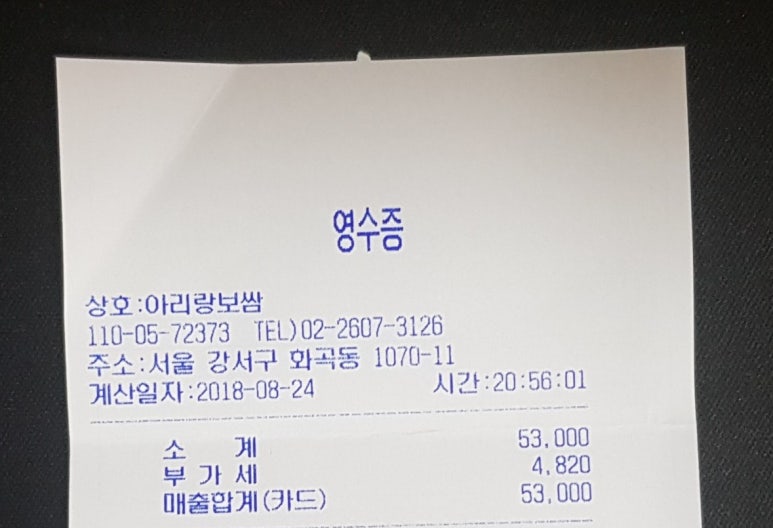 영수증
상호:아리랑보쌈
110-05-72373 TEL)02-2607-3126
주소:서울 강서구 화곡동 1070-11
계산일자:2018-08-24 시간:20:56:01
소 계 53,000
부 가 세 4,820
매출합계(카드) 53,000